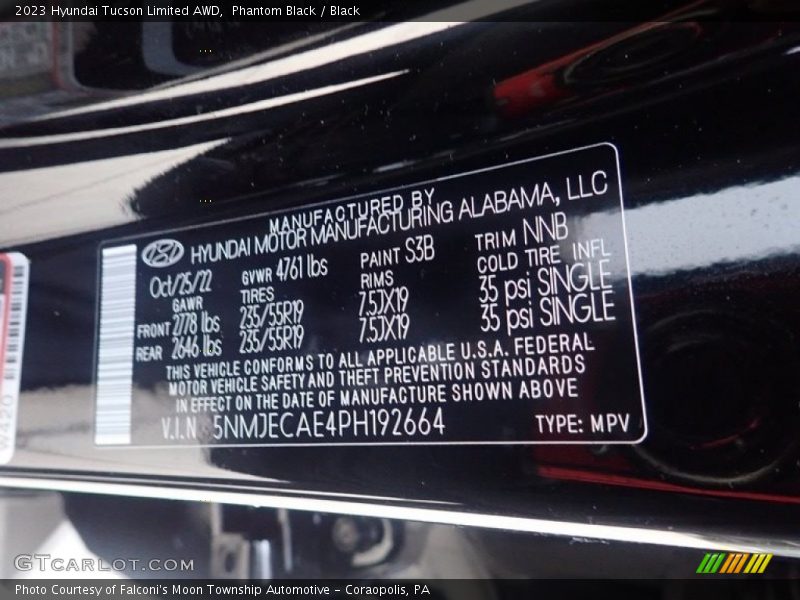 2023 Hyundai Tucson Limited AWD,  Phantom Black / Black
MANUFACTURED BY
HYUNDAI MOTOR MANUFACTURING ALABAMA, LLC
Oct/25/22 GVWR 4761 lbs PAINT S3B TRIM NNB
GAWR TIRES RIMS COLD TIRE INFL
FRONT 2778 lbs 235/55R19 7.5JX19 35 psi SINGLE
REAR 2646 lbs 235/55R19 7.5JX19 35 psi SINGLE
THIS VEHICLE CONFORMS TO ALL APPLICABLE U.S.A. FEDERAL
MOTOR VEHICLE SAFETY AND THEFT PREVENTION STANDARDS
IN EFFECT ON THE DATE OF MANUFACTURE SHOWN ABOVE
V.I.N 5NMJECAE4PH192664 TYPE: MPV
W420
GTCARLOT.COM
Photo Courtesy of Falconi's Moon Township Automotive – Coraopolis, PA